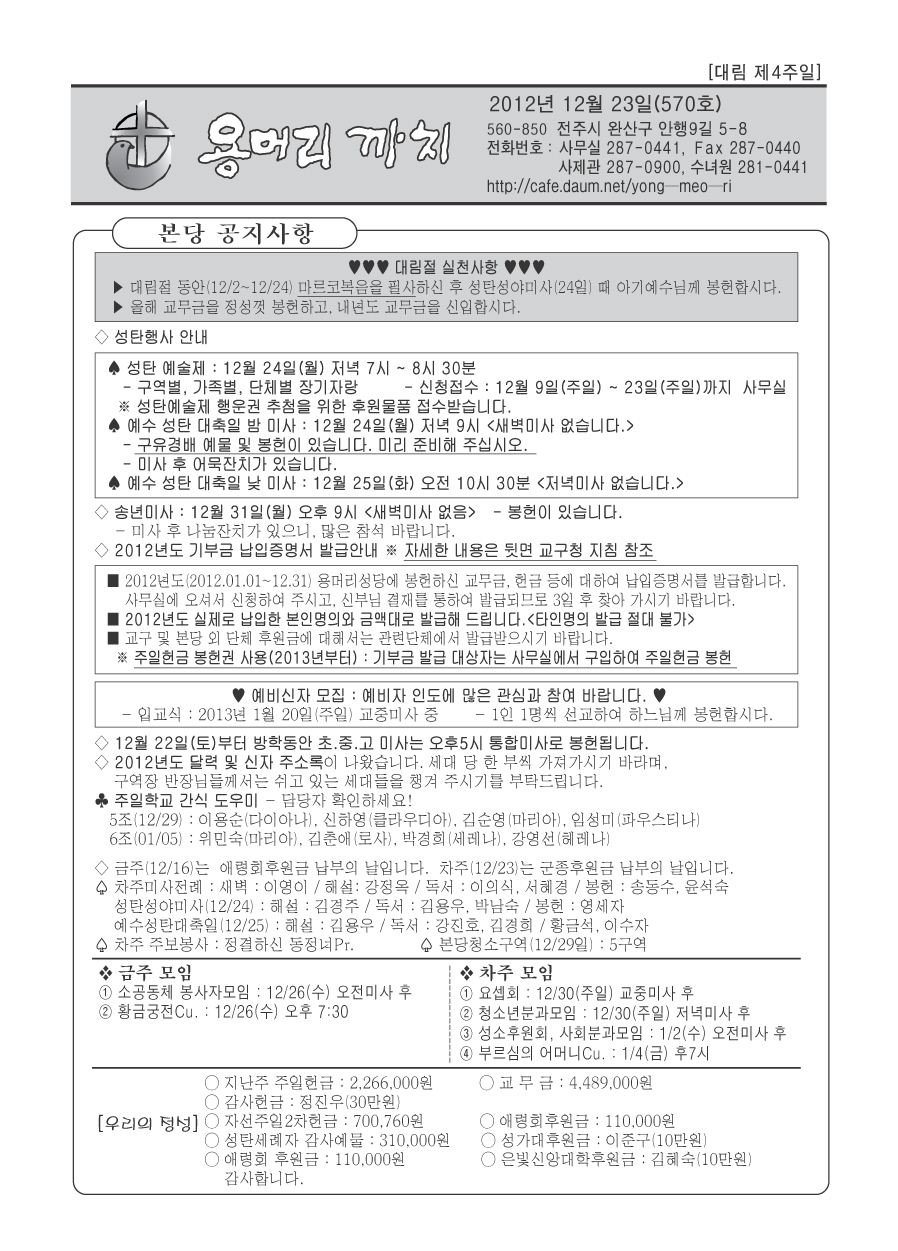 [대림 제4주일]
용머리 까치
2012년 12월 23일(570호)
560-850 전주시 완산구 안행9길 5-8
전화번호 : 사무실 287-0441, Fax 287-0440
사제관 287-0900, 수녀원 281-0441
http://cafe.daum.net/yong─meo─ri
본당 공지사항
♥♥♥ 대림절 실천사항 ♥♥♥
▶ 대림절 동안(12/2~12/24) 마르코복음을 필사하신 후 성탄성야미사(24일) 때 아기예수님께 봉헌합시다.
▶ 올해 교무금을 정성껏 봉헌하고, 내년도 교무금을 신입합시다.
◇ 성탄행사 안내
♠ 성탄 예술제 : 12월 24일(월) 저녁 7시 ~ 8시 30분
- 구역별, 가족별, 단체별 장기자랑 - 신청접수 : 12월 9일(주일) ~ 23일(주일)까지 사무실
※ 성탄예술제 행운권 추첨을 위한 후원물품 접수받습니다.
♠ 예수 성탄 대축일 밤 미사 : 12월 24일(월) 저녁 9시 <새벽미사 없습니다.>
- 구유경배 예물 및 봉헌이 있습니다. 미리 준비해 주십시오.
- 미사 후 어묵잔치가 있습니다.
♠ 예수 성탄 대축일 낮 미사 : 12월 25일(화) 오전 10시 30분 <저녁미사 없습니다.>
◇ 송년미사 : 12월 31일(월) 오후 9시 <새벽미사 없음> - 봉헌이 있습니다.
- 미사 후 나눔잔치가 있으니, 많은 참석 바랍니다.
◇ 2012년도 기부금 납입증명서 발급안내 ※ 자세한 내용은 뒷면 교구청 지침 참조
■ 2012년도(2012.01.01~12.31) 용머리성당에 봉헌하신 교무금, 헌금 등에 대하여 납입증명서를 발급합니다.
사무실에 오셔서 신청하여 주시고, 신부님 결재를 통하여 발급되므로 3일 후 찾아 가시기 바랍니다.
■ 2012년도 실제로 납입한 본인명의와 금액대로 발급해 드립니다.<타인명의 발급 절대 불가>
■ 교구 및 본당 외 단체 후원금에 대해서는 관련단체에서 발급받으시기 바랍니다.
※ 주일헌금 봉헌권 사용(2013년부터) : 기부금 발급 대상자는 사무실에서 구입하여 주일헌금 봉헌
♥ 예비신자 모집 : 예비자 인도에 많은 관심과 참여 바랍니다. ♥
- 입교식 : 2013년 1월 20일(주일) 교중미사 중 - 1인 1명씩 선교하여 하느님께 봉헌합시다.
◇ 12월 22일(토)부터 방학동안 초.중.고 미사는 오후5시 통합미사로 봉헌됩니다.
◇ 2012년도 달력 및 신자 주소록이 나왔습니다. 세대 당 한 부씩 가져가시기 바라며,
구역장 반장님들께서는 쉬고 있는 세대들을 챙겨 주시기를 부탁드립니다.
♣ 주일학교 간식 도우미 - 담당자 확인하세요!
5조(12/29) : 이용순(다이아나), 신하영(클라우디아), 김순영(마리아), 임성미(파우스티나)
6조(01/05) : 위민숙(마리아), 김춘애(로사), 박경희(세레나), 강영선(헤레나)
◇ 금주(12/16)는 애령회후원금 납부의 날입니다. 차주(12/23)는 군종후원금 납부의 날입니다.
♤ 차주미사전례 : 새벽 : 이영이 / 해설: 강정옥 / 독서 : 이의식, 서혜경 / 봉헌 : 송동수, 윤석숙
성탄성야미사(12/24) : 해설 : 김경주 / 독서 : 김용우, 박남숙 / 봉헌 : 영세자
예수성탄대축일(12/25) : 해설 : 김용우 / 독서 : 강진호, 김경희 / 황금석, 이수자
♤ 차주 주보봉사 : 정결하신 동정녀Pr. ♤ 본당청소구역(12/29일) : 5구역
❖ 금주 모임
① 소공동체 봉사자모임 : 12/26(수) 오전미사 후
② 황금궁전Cu. : 12/26(수) 오후 7:30
❖ 차주 모임
① 요셉회 : 12/30(주일) 교중미사 후
② 청소년분과모임 : 12/30(주일) 저녁미사 후
③ 성소후원회, 사회분과모임 : 1/2(수) 오전미사 후
④ 부르심의 어머니Cu. : 1/4(금) 후7시
[우리의 정성]
○ 지난주 주일헌금 : 2,266,000원 ○ 교 무 금 : 4,489,000원
○ 감사헌금 : 정진우(30만원)
○ 자선주일2차헌금 : 700,760원 ○ 애령회후원금 : 110,000원
○ 성탄세례자 감사예물 : 310,000원 ○ 성가대후원금 : 이준구(10만원)
○ 애령회 후원금 : 110,000원 ○ 은빛신앙대학후원금 : 김혜숙(10만원)
감사합니다.